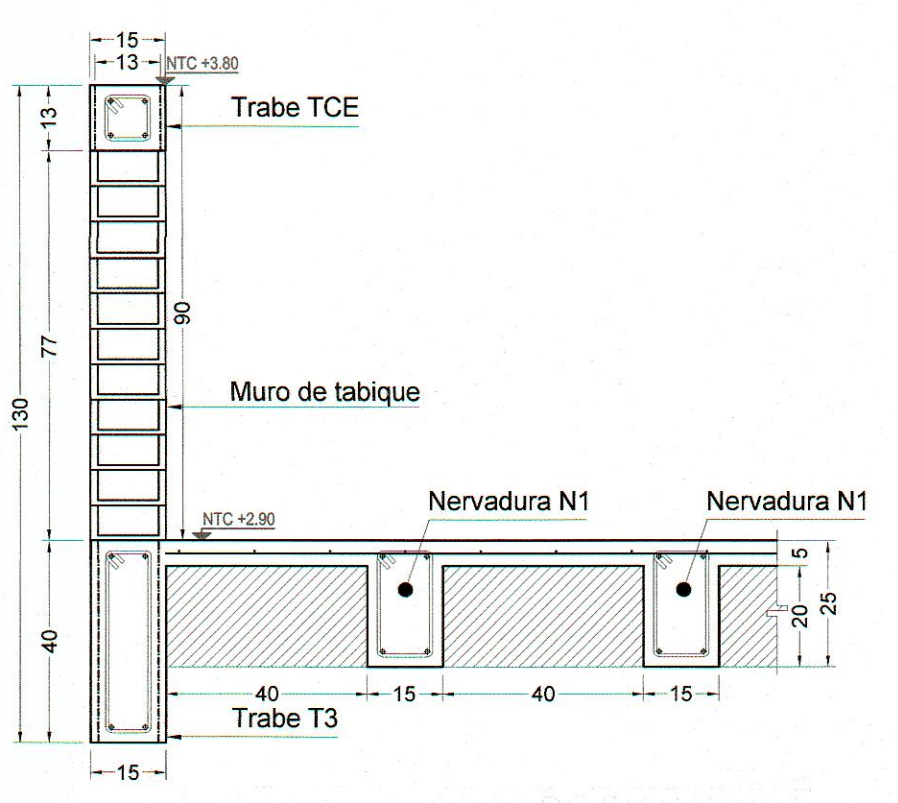 15
13
NTC +3.80
13
Trabe TCE
90
77
130
Muro de tabique
Nervadura N1
Nervadura N1
NTC +2.90
5
20
25
40
40
15
40
15
Trabe T3
15